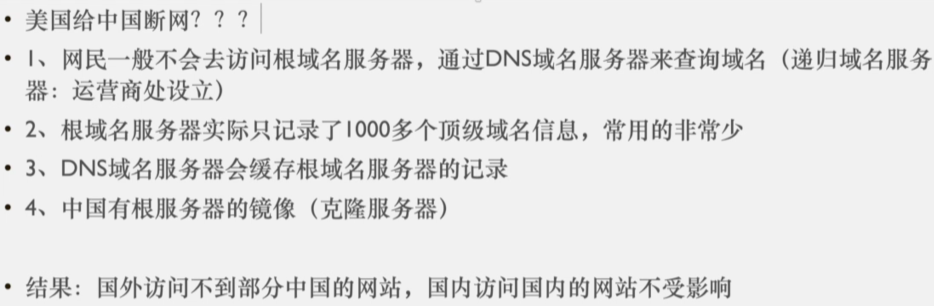 • 美国给中国断网？？？
• 1、网民一般不会去访问根域名服务器，通过DNS域名服务器来查询域名（递归域名服务
器：运营商处设立）
• 2、根域名服务器实际只记录了1000多个顶级域名信息，常用的非常少
• 3、DNS域名服务器会缓存根域名服务器的记录
• 4、中国有根服务器的镜像（克隆服务器）
• 结果：国外访问不到部分中国的网站，国内访问国内的网站不受影响